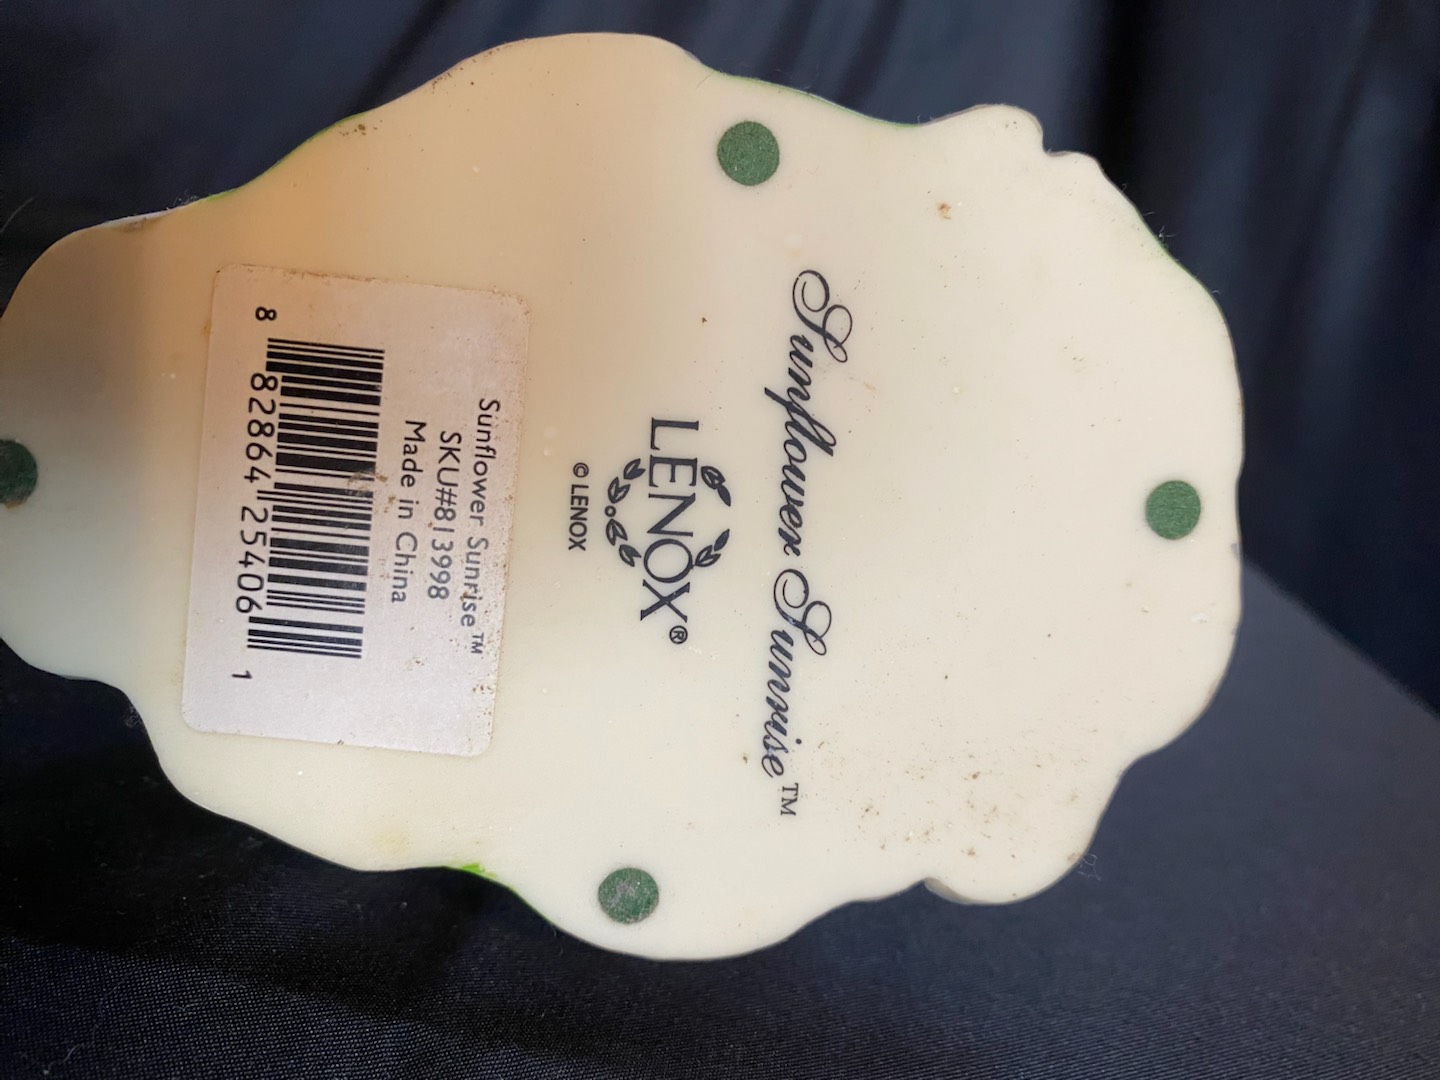 Sunflower Sunrise™
LENOX®
© LENOX
Sunflower Sunrise™
SKU#813998
Made in China
8 82864 25406 1